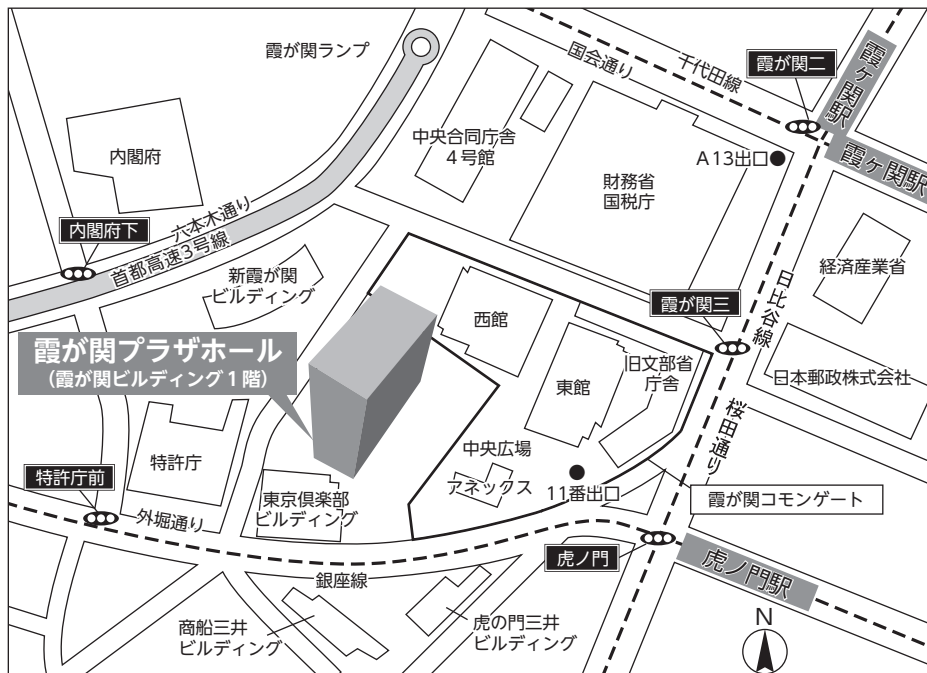 霞が関ランプ
国会通り
千代田線
霞が関二
霞ヶ関駅
霞ヶ関駅
内閣府
中央合同庁舎
4号館
A13出口
財務省
国税庁
内閣府下
六本木通り
首都高速3号線
新霞が関
ビルディング
経済産業省
日比谷線
霞が関三
西館
霞が関プラザホール
(霞が関ビルディング1階)
旧文部省
庁舎
東館
日本郵政株式会社
桜田通り
中央広場
特許庁
アネックス
11番出口
特許庁前
東京倶楽部
ビルディング
霞が関コモンゲート
外堀通り
虎ノ門
虎ノ門駅
銀座線
商船三井
ビルディング
虎の門三井
ビルディング
N